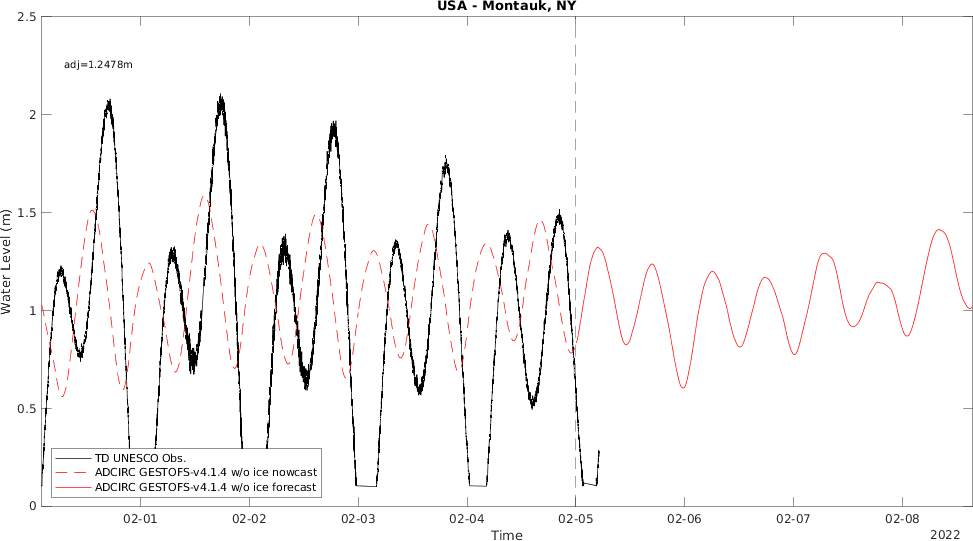 USA - Montauk, NY
adj=1.2478m
2.5
2
1.5
1
0.5
0
Water Level (m)
TD UNESCO Obs.
ADCIRC GESTOFS-v4.1.4 w/o ice nowcast
ADCIRC GESTOFS-v4.1.4 w/o ice forecast
02-01 02-02 02-03 02-04 02-05 02-06 02-07 02-08
Time
2022